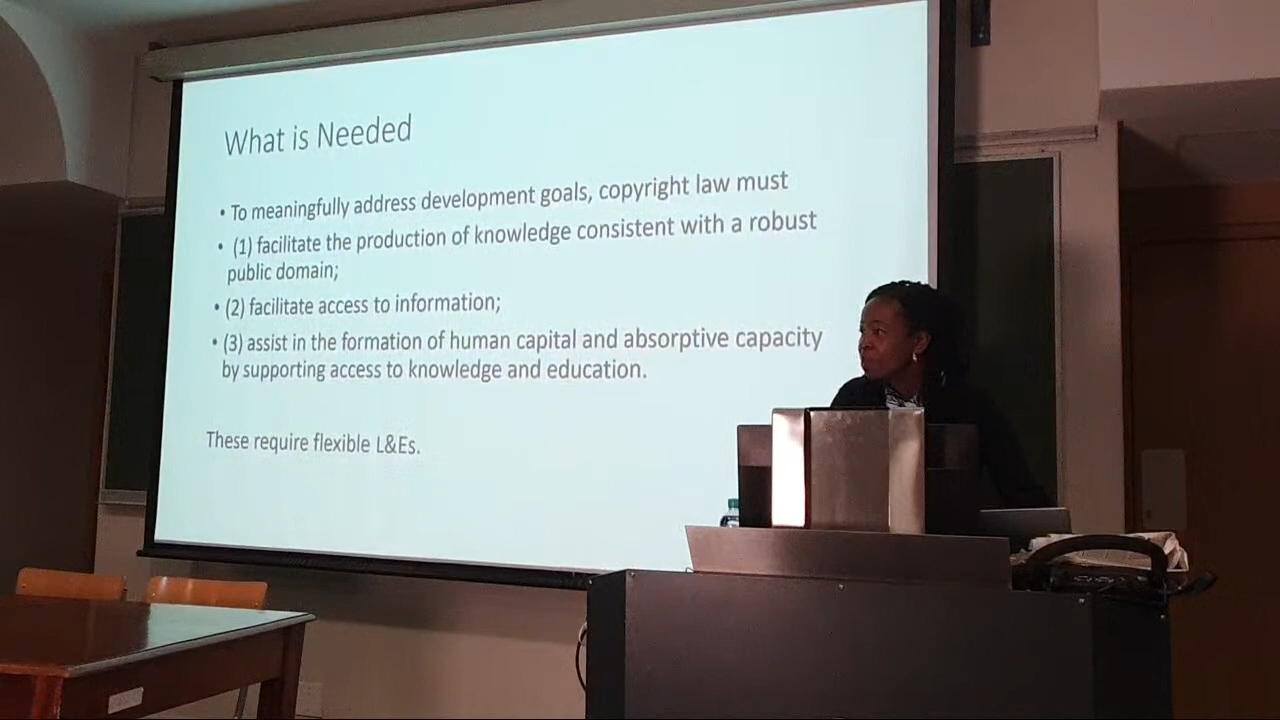 What is Needed
• To meaningfully address development goals, copyright law must
• (1) facilitate the production of knowledge consistent with a robust
public domain;
• (2) facilitate access to information;
• (3) assist in the formation of human capital and absorptive capacity
by supporting access to knowledge and education.
These require flexible L&Es.